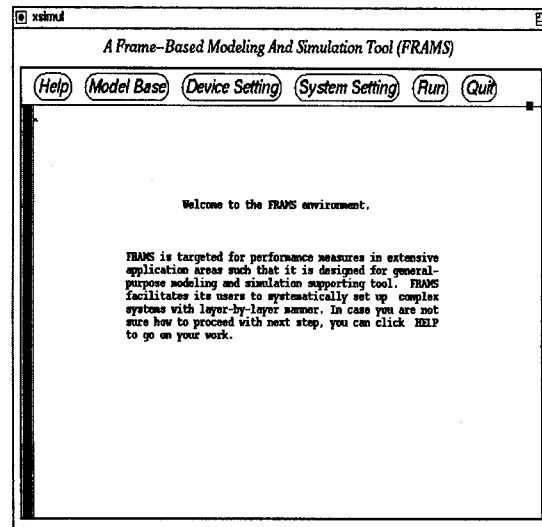 xsimul
A Frame-Based Modeling And Simulation Tool (FRAMS)
Help Model Base Device Setting System Setting Run Quit
Welcome to the FRAMS environment.
FRAMS is targeted for performance measures in extensive
application areas such that it is designed for general-
purpose modeling and simulation supporting tool. FRAMS
facilitates its users to systematically set up complex
systems with layer-by-layer manner. In case you are not
sure how to proceed with next step, you can click HELP
to go on your work.